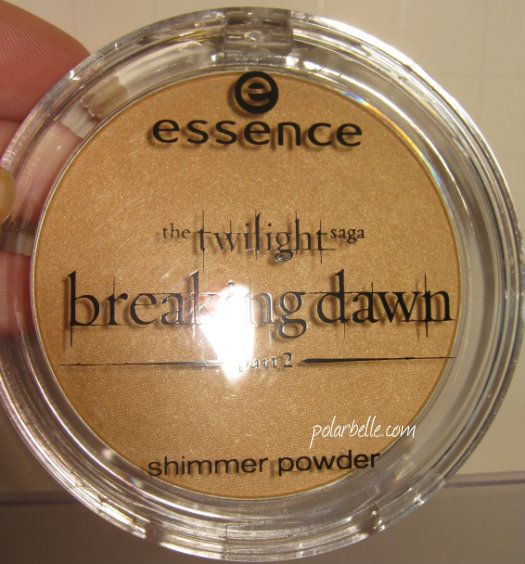 e
essence
the twilight saga
breaking dawn
part 2
polarbelle.com
shimmer powder